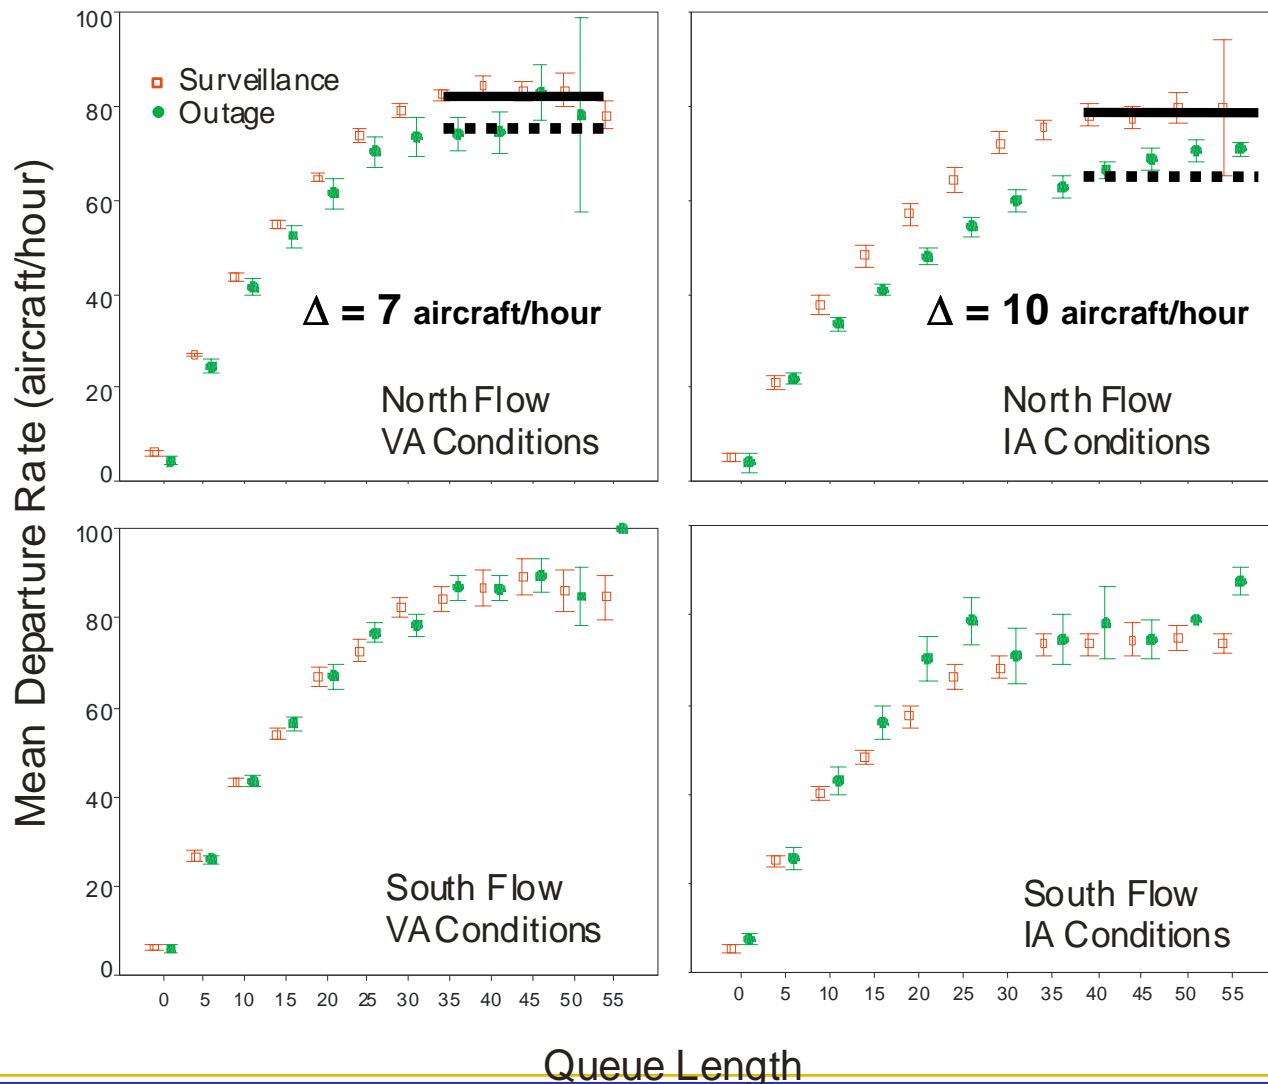 Mean Departure Rate (aircraft/hour)
100
80
60
40
20
0
Surveillance
Outage
Δ = 7 aircraft/hour
North Flow
VA Conditions
Δ = 10 aircraft/hour
North Flow
IA Conditions
100
80
60
40
20
0
South Flow
VA Conditions
South Flow
IA Conditions
0 5 10 15 20 25 30 35 40 45 50 55
0 5 10 15 20 25 30 35 40 45 50 55
Queue Length